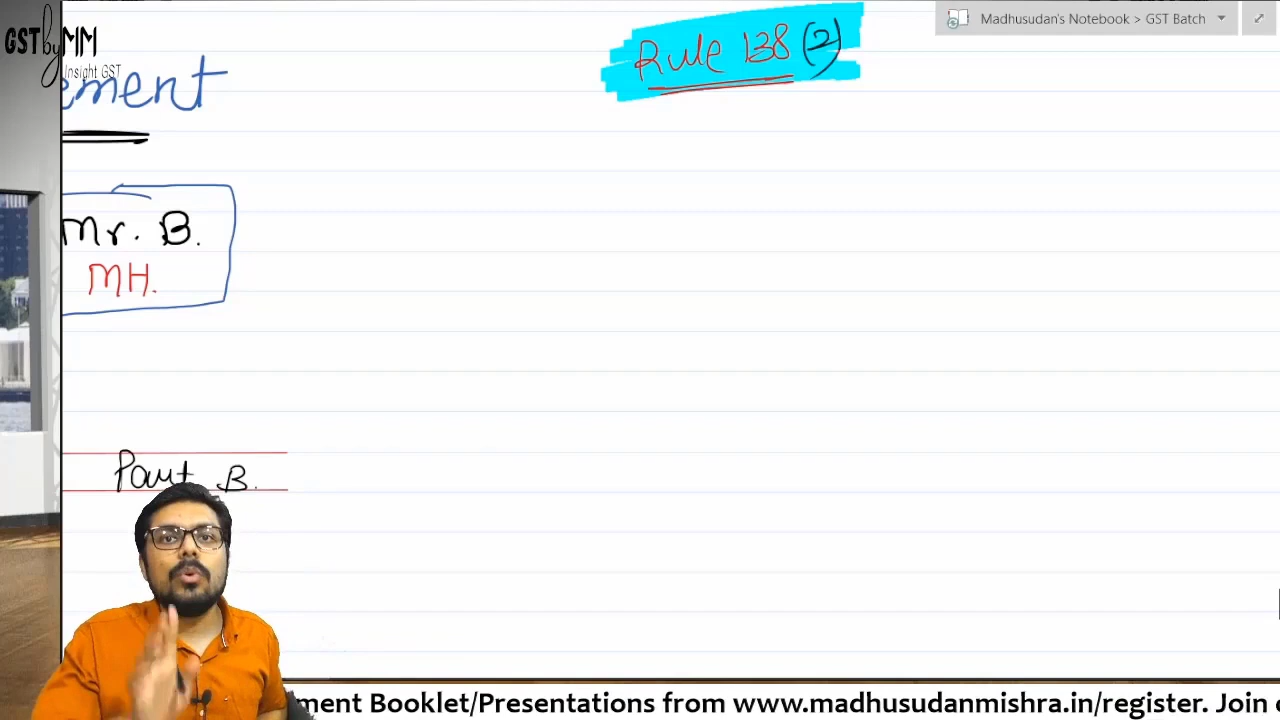 GST by MM
Insight GST
Madhusudan's Notebook > GST Batch
Rule 138 (2)
ement
Mr. B.
MH.
Part B.
ment Booklet/Presentations from www.madhusudanmishra.in/register. Join